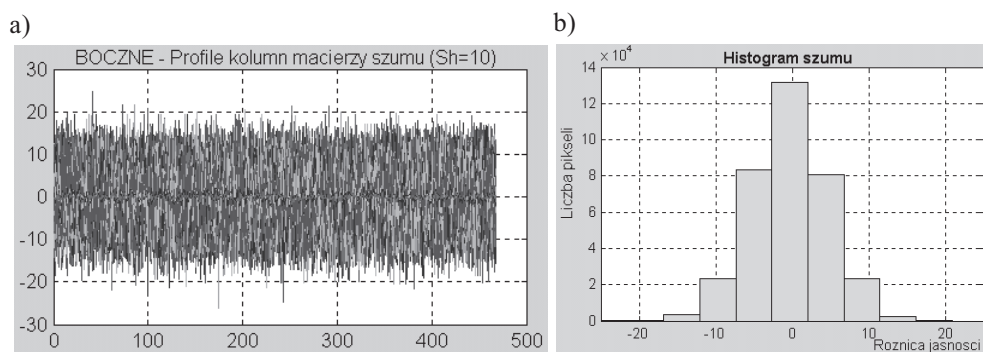 a)
BOCZNE - Profile kolumn macierzy szumu (Sh=10)
30
20
10
0
-10
-20
-30
0 100 200 300 400 500
b)
× 10⁴
Histogram szumu
14
12
10
8
6
4
2
0
Liczba pikseli
-20 -10 0 10 20
Roznica jasnosci